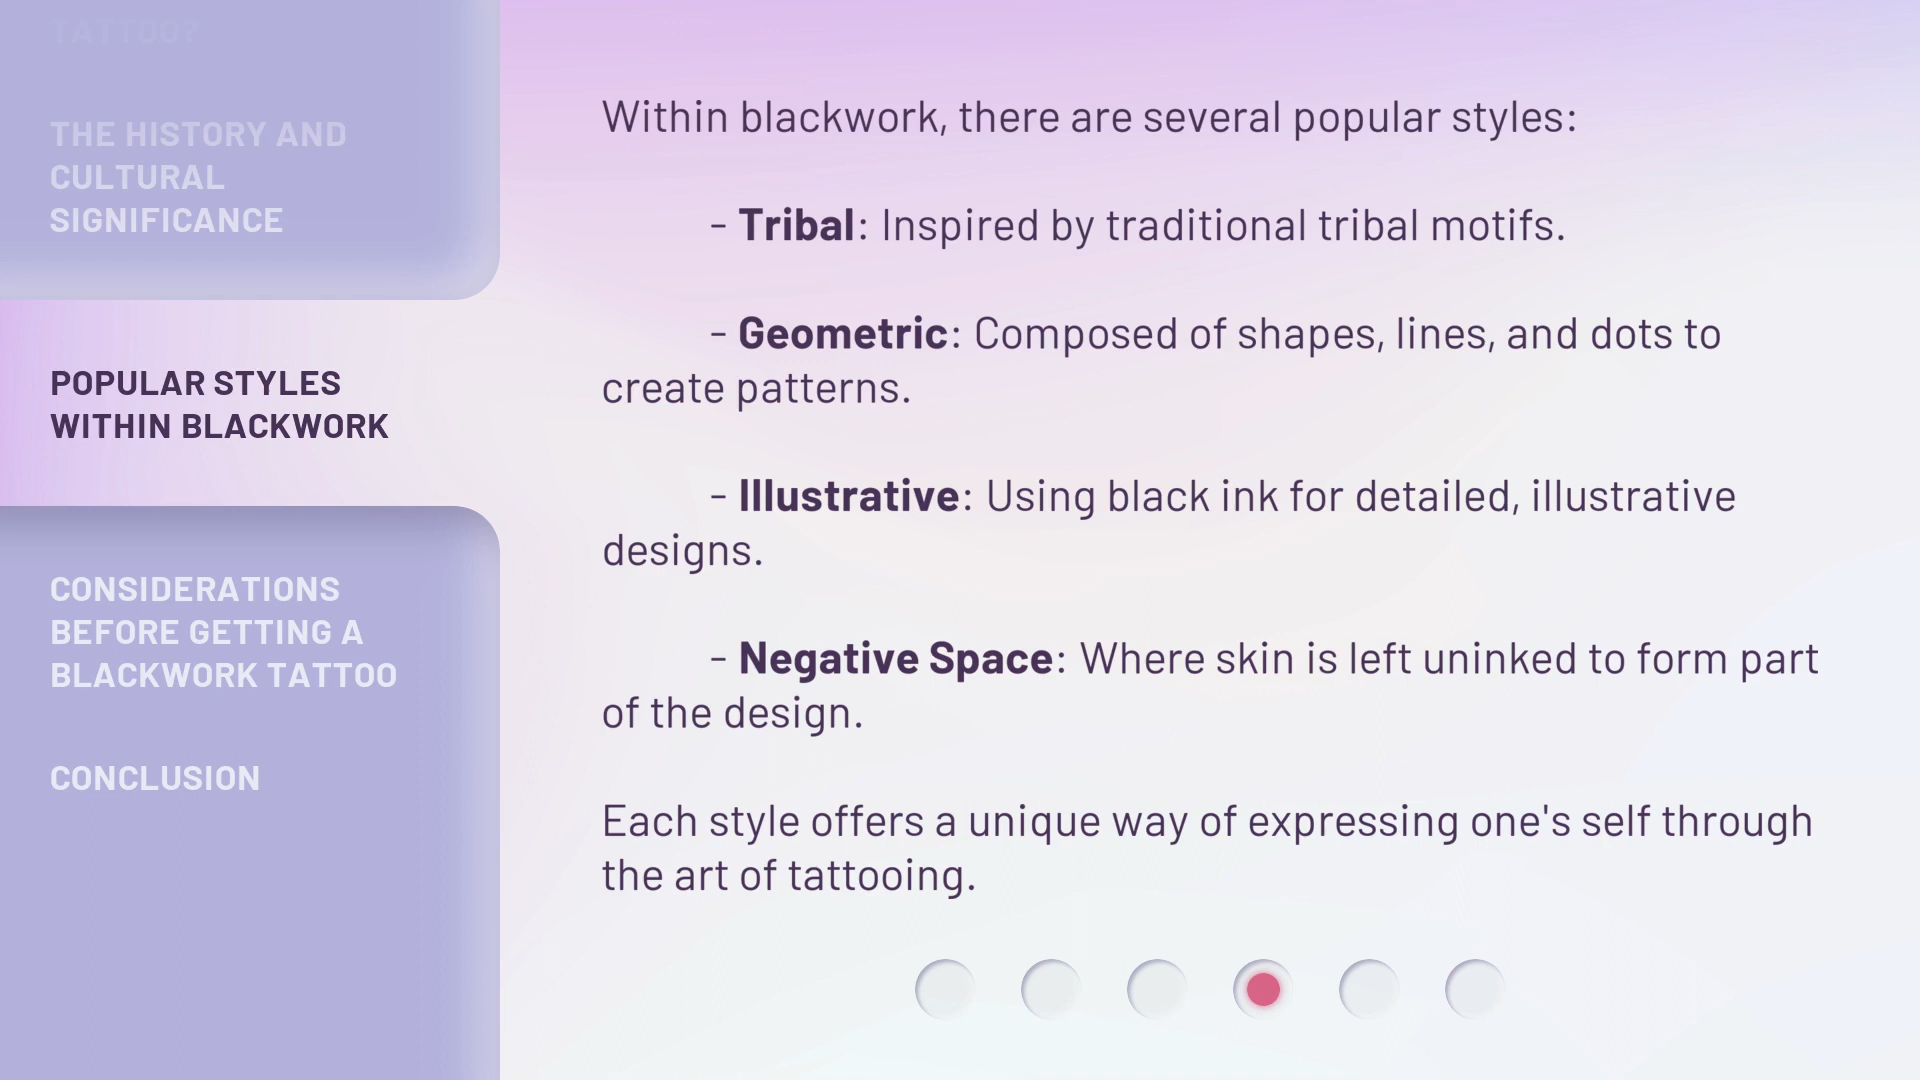 TATTOO?
THE HISTORY AND
CULTURAL
SIGNIFICANCE
POPULAR STYLES
WITHIN BLACKWORK
CONSIDERATIONS
BEFORE GETTING A
BLACKWORK TATTOO
CONCLUSION
Within blackwork, there are several popular styles:
- Tribal: Inspired by traditional tribal motifs.
- Geometric: Composed of shapes, lines, and dots to
create patterns.
- Illustrative: Using black ink for detailed, illustrative
designs.
- Negative Space: Where skin is left uninked to form part
of the design.
Each style offers a unique way of expressing one's self through
the art of tattooing.